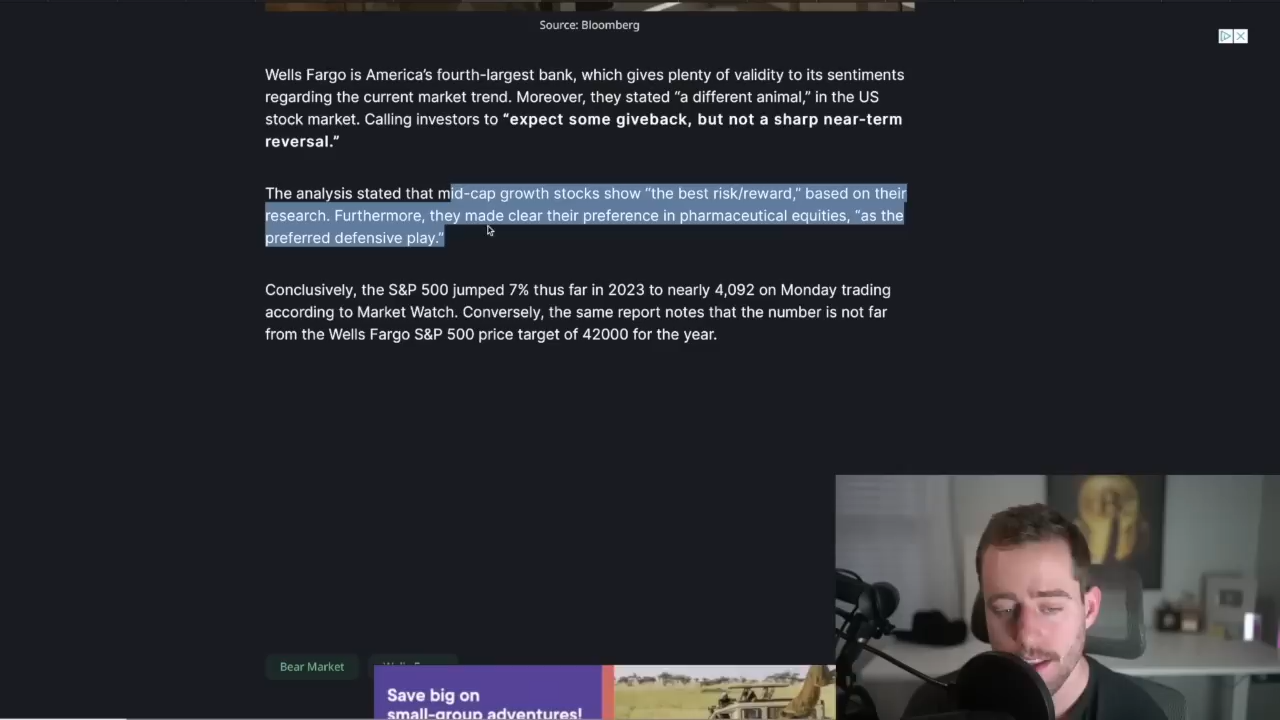 Source: Bloomberg
Wells Fargo is America’s fourth-largest bank, which gives plenty of validity to its sentiments
regarding the current market trend. Moreover, they stated “a different animal,” in the US
stock market. Calling investors to “expect some giveback, but not a sharp near-term
reversal.”
The analysis stated that mid-cap growth stocks show “the best risk/reward,” based on their
research. Furthermore, they made clear their preference in pharmaceutical equities, “as the
preferred defensive play.”
Conclusively, the S&P 500 jumped 7% thus far in 2023 to nearly 4,092 on Monday trading
according to Market Watch. Conversely, the same report notes that the number is not far
from the Wells Fargo S&P 500 price target of 42000 for the year.
Bear Market
Save big on
small-group adventures!